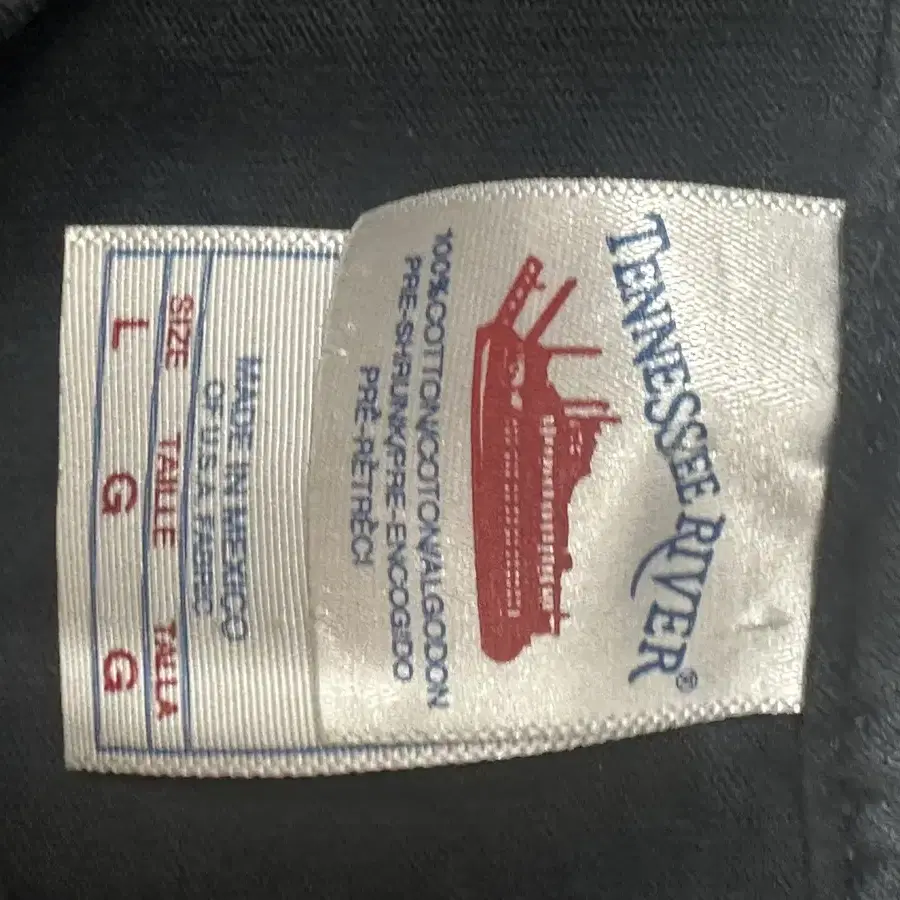 TENNESSEE RIVER®
100%COTTON/COTON/ALGODON
PRE-SHRUNK/PRE-ENCOGIDO
PRÉ-RÉTRÉCI
MADE IN MEXICO
OF U.S.A. FABRIC
SIZE TAILLE TALLA
L G G